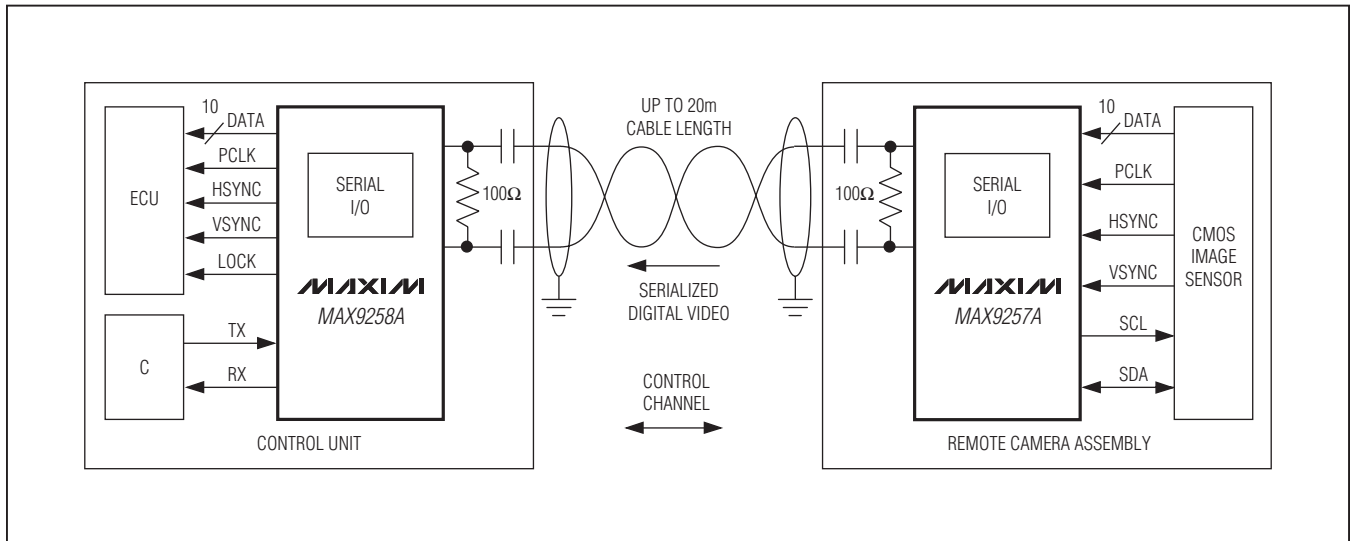 10
DATA
PCLK
HSYNC
VSYNC
LOCK
ECU
SERIAL
I/O
MAXIM
MAX9258A
C
TX
RX
CONTROL UNIT
100Ω
UP TO 20m
CABLE LENGTH
SERIALIZED
DIGITAL VIDEO
CONTROL
CHANNEL
100Ω
SERIAL
I/O
MAXIM
MAX9257A
10
DATA
PCLK
HSYNC
VSYNC
SCL
SDA
CMOS
IMAGE
SENSOR
REMOTE CAMERA ASSEMBLY